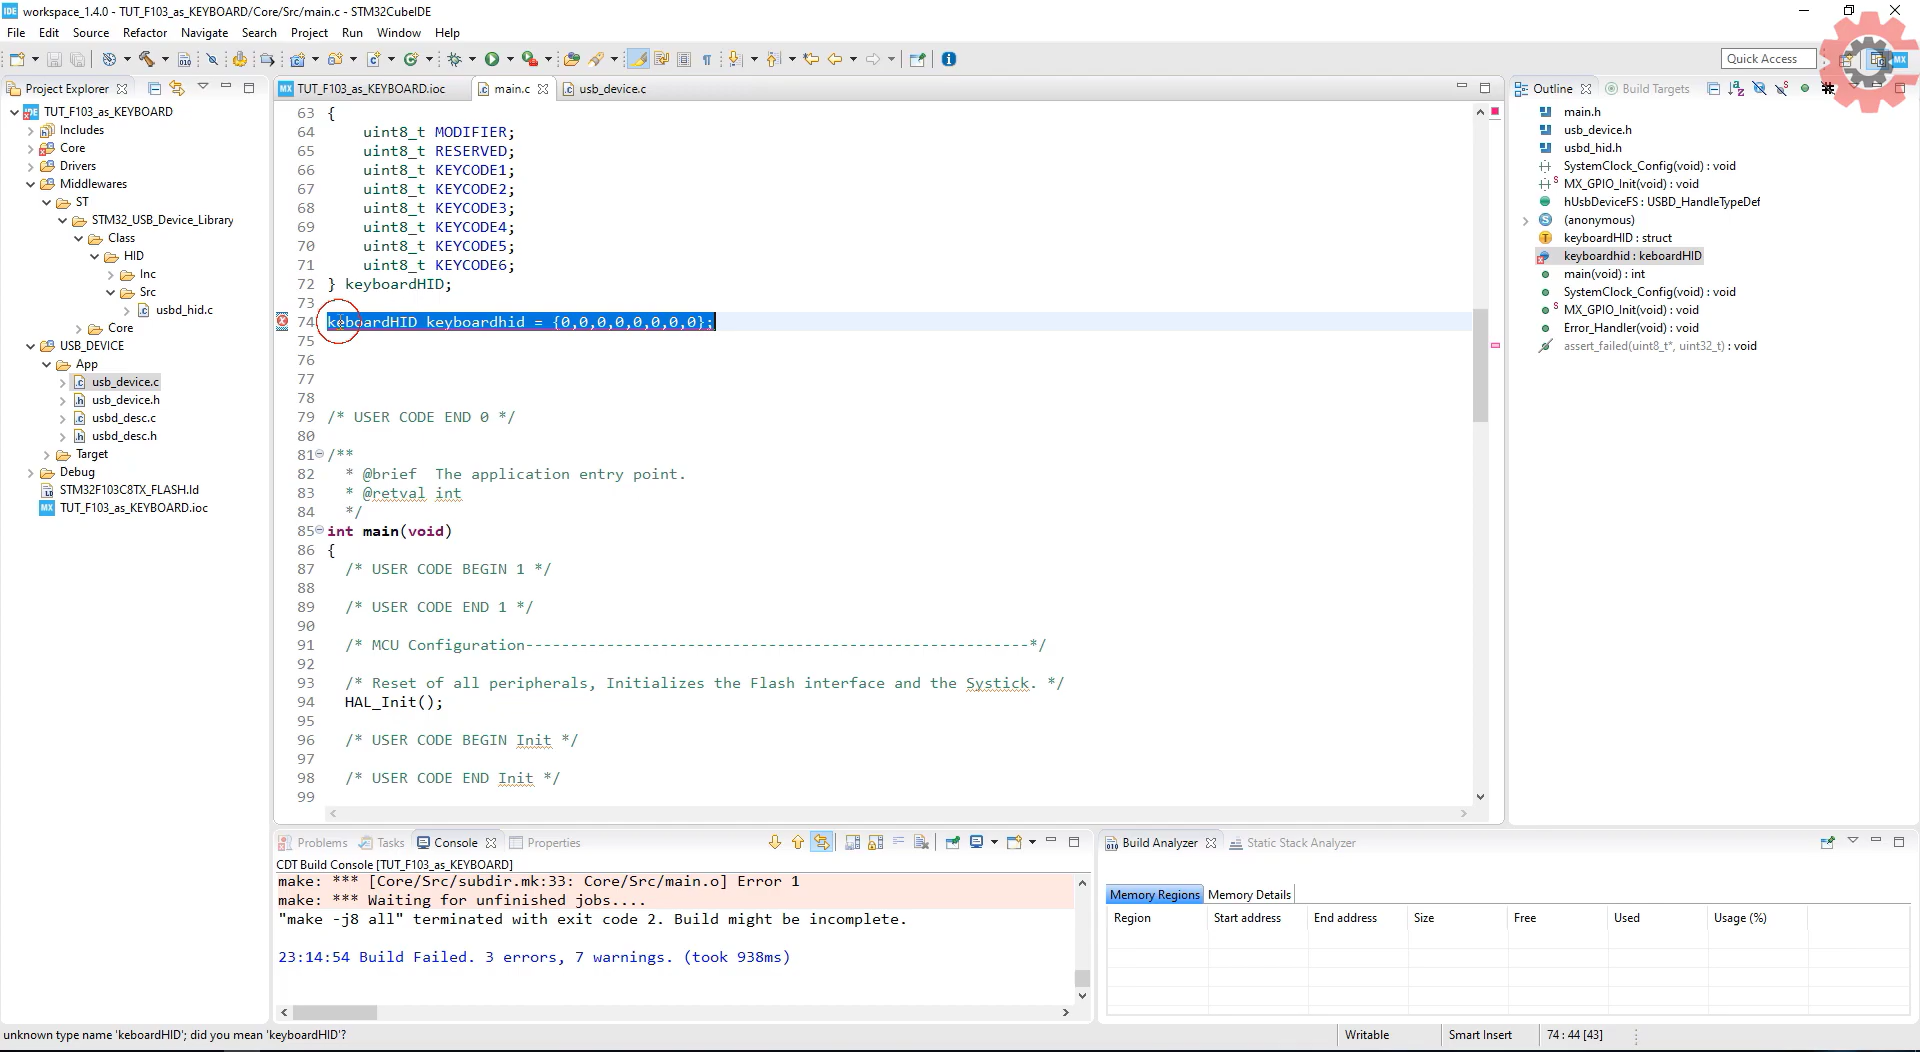 workspace_1.4.0 - TUT_F103_as_KEYBOARD/Core/Src/main.c - STM32CubeIDE
File Edit Source Refactor Navigate Search Project Run Window Help
Quick Access
Project Explorer
TUT_F103_as_KEYBOARD
Includes
Core
Drivers
Middlewares
ST
STM32_USB_Device_Library
Class
HID
Inc
Src
usbd_hid.c
Core
USB_DEVICE
App
usb_device.c
usb_device.h
usbd_desc.c
usbd_desc.h
Target
Debug
STM32F103C8TX_FLASH.ld
TUT_F103_as_KEYBOARD.ioc
TUT_F103_as_KEYBOARD.ioc main.c usb_device.c
63 {
64 uint8_t MODIFIER;
65 uint8_t RESERVED;
66 uint8_t KEYCODE1;
67 uint8_t KEYCODE2;
68 uint8_t KEYCODE3;
69 uint8_t KEYCODE4;
70 uint8_t KEYCODE5;
71 uint8_t KEYCODE6;
72 } keyboardHID;
73
74 keboardHID keyboardhid = {0,0,0,0,0,0,0,0};
75
76
77
78
79 /* USER CODE END 0 */
80
81 /**
82 * @brief The application entry point.
83 * @retval int
84 */
85 int main(void)
86 {
87 /* USER CODE BEGIN 1 */
88
89 /* USER CODE END 1 */
90
91 /* MCU Configuration--------------------------------------------------------*/
92
93 /* Reset of all peripherals, Initializes the Flash interface and the Systick. */
94 HAL_Init();
95
96 /* USER CODE BEGIN Init */
97
98 /* USER CODE END Init */
99
Outline Build Targets
main.h
usb_device.h
usbd_hid.h
SystemClock_Config(void) : void
MX_GPIO_Init(void) : void
hUsbDeviceFS : USBD_HandleTypeDef
(anonymous)
keyboardHID : struct
keyboardhid : keboardHID
main(void) : int
SystemClock_Config(void) : void
MX_GPIO_Init(void) : void
Error_Handler(void) : void
assert_failed(uint8_t*, uint32_t) : void
Problems Tasks Console Properties
CDT Build Console [TUT_F103_as_KEYBOARD]
make: *** [Core/Src/subdir.mk:33: Core/Src/main.o] Error 1
make: *** Waiting for unfinished jobs....
"make -j8 all" terminated with exit code 2. Build might be incomplete.
23:14:54 Build Failed. 3 errors, 7 warnings. (took 938ms)
Build Analyzer Static Stack Analyzer
Memory Regions Memory Details
Region Start address End address Size Free Used Usage (%)
unknown type name 'keboardHID'; did you mean 'keyboardHID'?
Writable Smart Insert 74 : 44 [43]